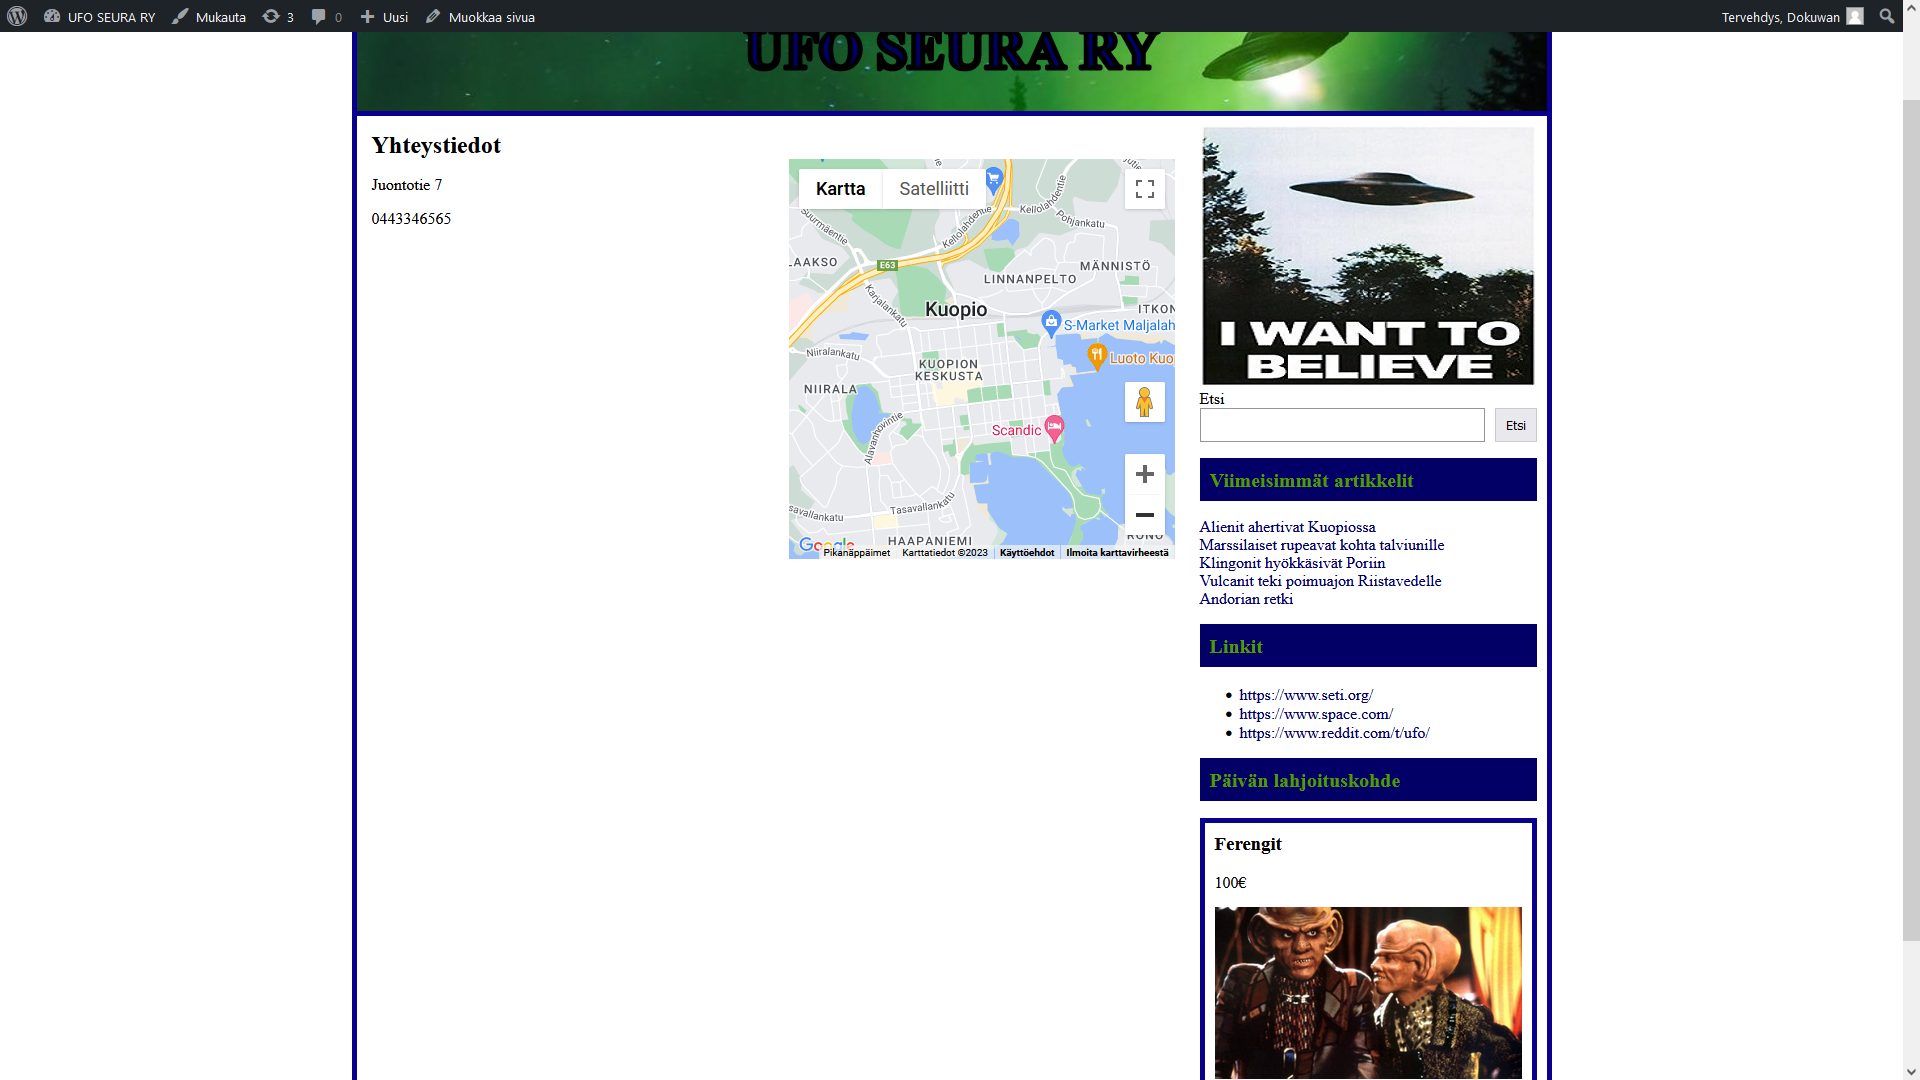 UFO SEURA RY
Mukauta
3
0
Uusi
Muokkaa sivua
Tervehdys, Dokuwan
UFO SEURA RY
Yhteystiedot
Juontotie 7
0443346565
Kartta
Satelliitti
Suurmäentie
Kellolahdentie
Kellolahdentie
Pohjankatu
LAAKSO
E63
MÄNNISTÖ
LINNANPELTO
Karjalankatu
Kuopio
ITKON
S-Market Maljalah
Niiralankatu
Luoto Kuo
KUOPION
KESKUSTA
NIIRALA
Alavanhovintie
Scandic
savallankatu
Tasavallankatu
HAAPANIEMI
Google
Pikanäppäimet
Karttatiedot ©2023
Käyttöehdot
Ilmoita karttavirheestä
I WANT TO
BELIEVE
Etsi
Etsi
Viimeisimmät artikkelit
Alienit ahertivat Kuopiossa
Marssilaiset rupeavat kohta talviunille
Klingonit hyökkäsivät Poriin
Vulcanit teki poimuajon Riistavedelle
Andorian retki
Linkit
https://www.seti.org/
https://www.space.com/
https://www.reddit.com/t/ufo/
Päivän lahjoituskohde
Ferengit
100€